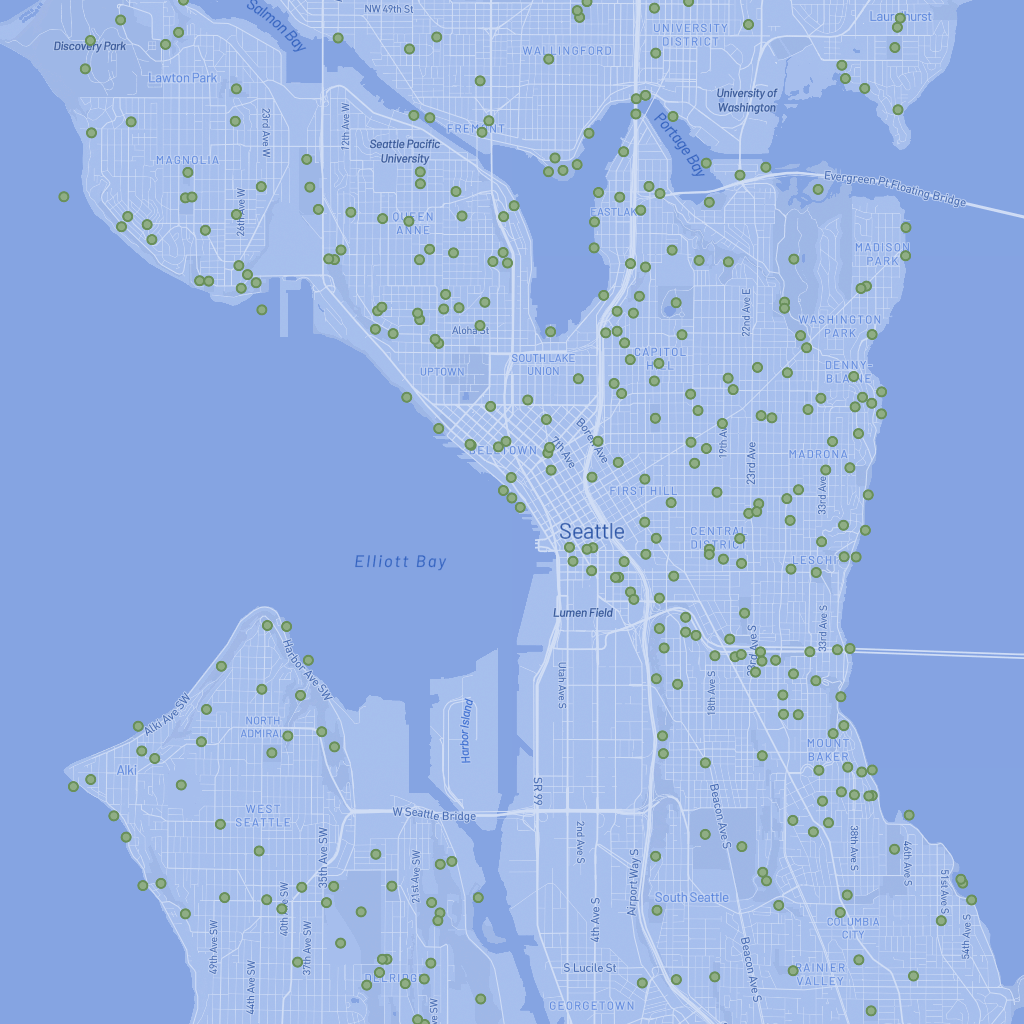 NW 49th St
Salmon Bay
Laurelhurst
UNIVERSITY
DISTRICT
Discovery Park
WALLINGFORD
Lawton Park
University of
Washington
23rd Ave W
12th Ave W
FREMONT
Seattle Pacific
University
Portage Bay
MAGNOLIA
Evergreen Pt Floating Bridge
26th Ave W
QUEEN
ANNE
EASTLAKE
MADISON
PARK
22nd Ave E
WASHINGTON
PARK
Aloha St
SOUTH LAKE
UNION
CAPITOL
HILL
UPTOWN
DENNY-
BLAINE
Boren Ave
7th Ave
BELLTOWN
19th Ave
23rd Ave
MADRONA
FIRST HILL
33rd Ave
Seattle
CENTRAL
DISTRICT
Elliott Bay
LESCHI
Lumen Field
33rd Ave S
23rd Ave S
Harbor Ave SW
Utah Ave S
18th Ave S
Alki Ave SW
NORTH
ADMIRAL
Harbor Island
MOUNT
BAKER
Alki
SR 99
WEST
SEATTLE
W Seattle Bridge
Beacon Ave S
2nd Ave S
38th Ave S
46th Ave S
35th Ave SW
21st Ave SW
Airport Way S
51st Ave S
South Seattle
40th Ave SW
4th Ave S
COLUMBIA
CITY
54th Ave S
49th Ave SW
37th Ave SW
Beacon Ave S
44th Ave SW
DELRIDGE
S Lucile St
RAINIER
VALLEY
GEORGETOWN
ve SW